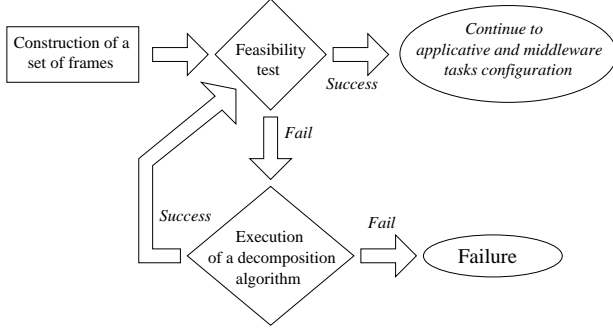 Construction of a
set of frames
Feasibility
test
Success
Continue to
applicative and middleware
tasks configuration
Fail
Success
Execution
of a decomposition
algorithm
Fail
Failure